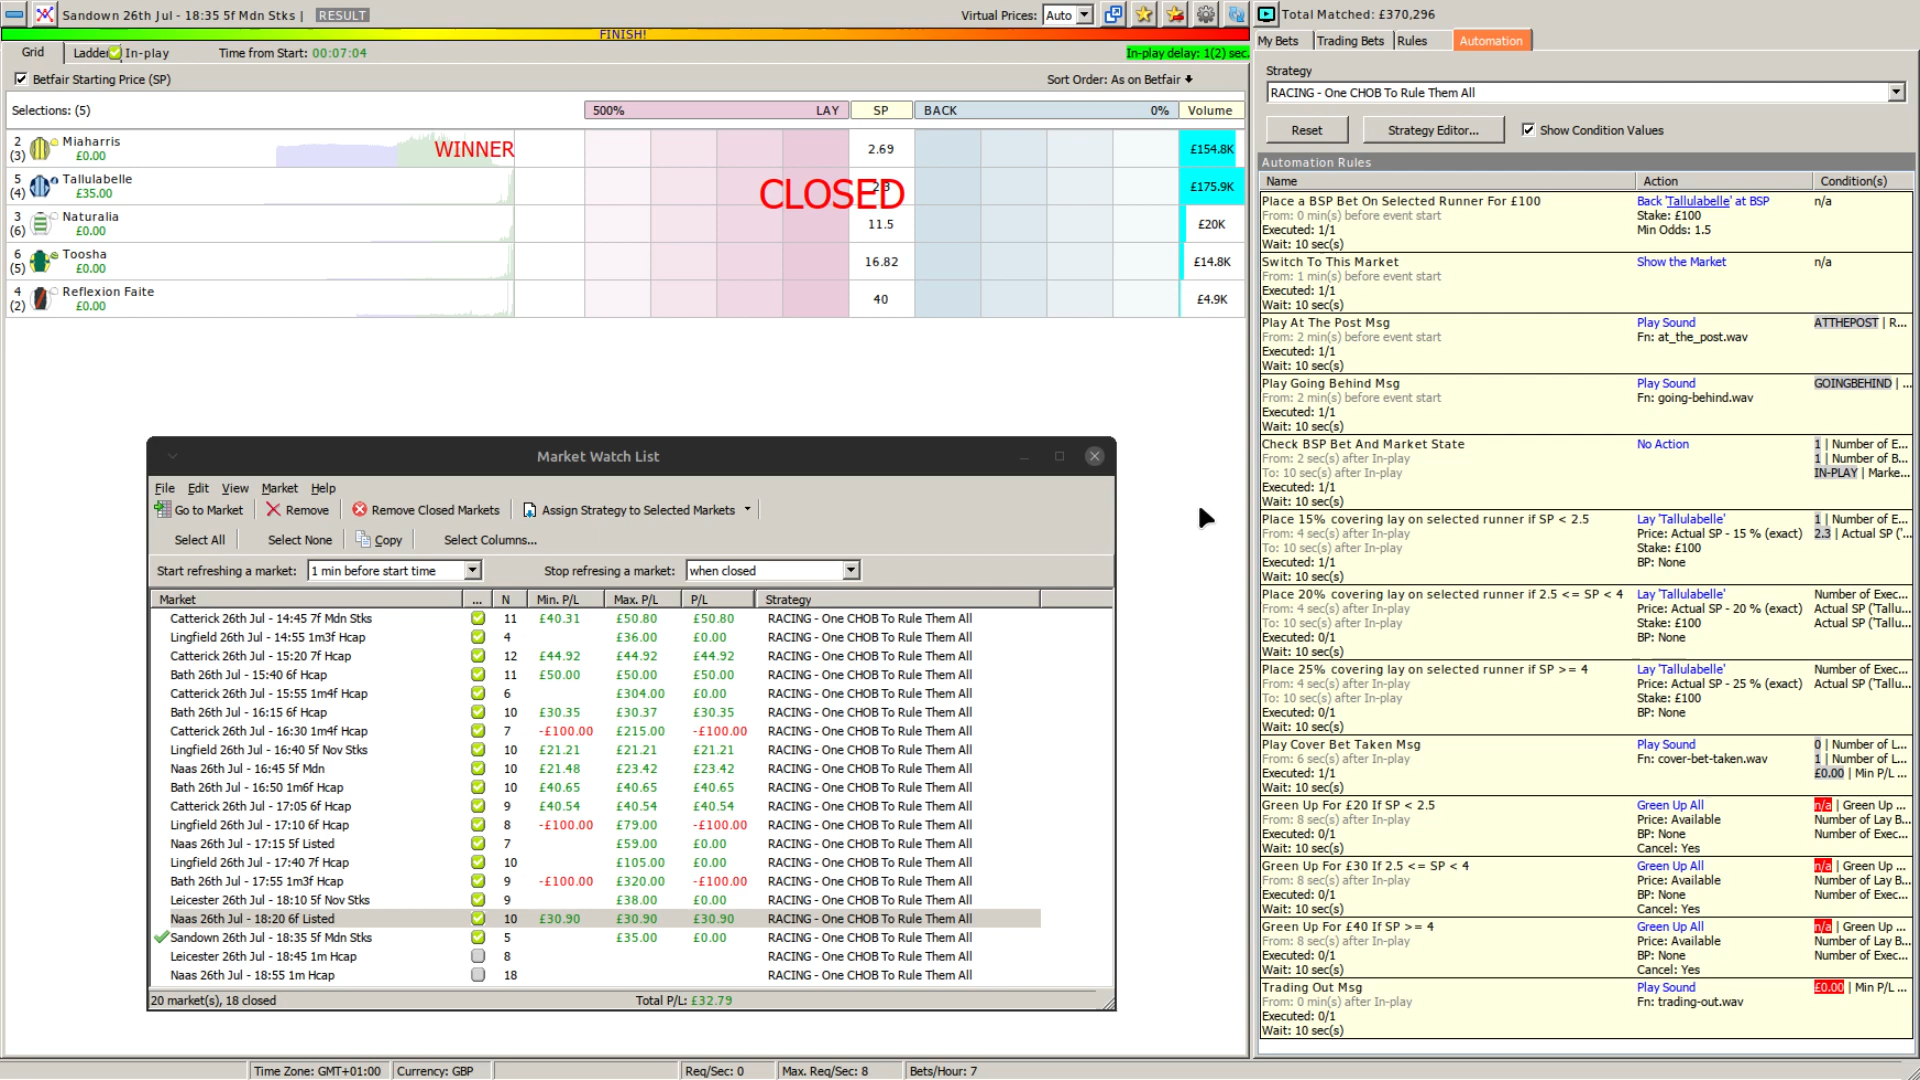 Sandown 26th Jul - 18:35 5f Mdn Stks | RESULT
Virtual Prices: Auto
FINISH!
Grid Ladder In-play Time from Start: 00:07:04 In-play delay: 1(2) sec.
Betfair Starting Price (SP) Sort Order: As on Betfair
Selections: (5) 500% LAY SP BACK 0% Volume
2 Miaharris WINNER 2.69 £154.8K
(3) £0.00
5 Tallulabelle CLOSED £175.9K
(4) £35.00
3 Naturalia 11.5 £20K
(6) £0.00
6 Toosha 16.82 £14.8K
(5) £0.00
4 Reflexion Faite 40 £4.9K
(2) £0.00
Market Watch List
File Edit View Market Help
Go to Market Remove Remove Closed Markets Assign Strategy to Selected Markets
Select All Select None Copy Select Columns...
Start refreshing a market: 1 min before start time Stop refresing a market: when closed
Market ... N Min. P/L Max. P/L P/L Strategy
Catterick 26th Jul - 14:45 7f Mdn Stks 11 £40.31 £50.80 £50.80 RACING - One CHOB To Rule Them All
Lingfield 26th Jul - 14:55 1m3f Hcap 4 £36.00 £0.00 RACING - One CHOB To Rule Them All
Catterick 26th Jul - 15:20 7f Hcap 12 £44.92 £44.92 £44.92 RACING - One CHOB To Rule Them All
Bath 26th Jul - 15:40 6f Hcap 11 £50.00 £50.00 £50.00 RACING - One CHOB To Rule Them All
Catterick 26th Jul - 15:55 1m4f Hcap 6 £304.00 £0.00 RACING - One CHOB To Rule Them All
Bath 26th Jul - 16:15 6f Hcap 10 £30.35 £30.37 £30.35 RACING - One CHOB To Rule Them All
Catterick 26th Jul - 16:30 1m4f Hcap 7 -£100.00 £215.00 -£100.00 RACING - One CHOB To Rule Them All
Lingfield 26th Jul - 16:40 5f Nov Stks 10 £21.21 £21.21 £21.21 RACING - One CHOB To Rule Them All
Naas 26th Jul - 16:45 5f Mdn 10 £21.48 £23.42 £23.42 RACING - One CHOB To Rule Them All
Bath 26th Jul - 16:50 1m6f Hcap 10 £40.65 £40.65 £40.65 RACING - One CHOB To Rule Them All
Catterick 26th Jul - 17:05 6f Hcap 9 £40.54 £40.54 £40.54 RACING - One CHOB To Rule Them All
Lingfield 26th Jul - 17:10 6f Hcap 8 -£100.00 £79.00 -£100.00 RACING - One CHOB To Rule Them All
Naas 26th Jul - 17:15 5f Listed 7 £59.00 £0.00 RACING - One CHOB To Rule Them All
Lingfield 26th Jul - 17:40 7f Hcap 10 £105.00 £0.00 RACING - One CHOB To Rule Them All
Bath 26th Jul - 17:55 1m3f Hcap 9 -£100.00 £320.00 -£100.00 RACING - One CHOB To Rule Them All
Leicester 26th Jul - 18:10 5f Nov Stks 9 £38.00 £0.00 RACING - One CHOB To Rule Them All
Naas 26th Jul - 18:20 6f Listed 10 £30.90 £30.90 £30.90 RACING - One CHOB To Rule Them All
Sandown 26th Jul - 18:35 5f Mdn Stks 5 £35.00 £0.00 RACING - One CHOB To Rule Them All
Leicester 26th Jul - 18:45 1m Hcap 8 RACING - One CHOB To Rule Them All
Naas 26th Jul - 18:55 1m Hcap 18 RACING - One CHOB To Rule Them All
20 market(s), 18 closed Total P/L: £32.79
Total Matched: £370,296
My Bets Trading Bets Rules Automation
Strategy
RACING - One CHOB To Rule Them All
Reset Strategy Editor... Show Condition Values
Automation Rules
Name Action Condition(s)
Place a BSP Bet On Selected Runner For £100 Back 'Tallulabelle' at BSP n/a
From: 0 min(s) before event start Stake: £100
Executed: 1/1 Min Odds: 1.5
Wait: 10 sec(s)
Switch To This Market Show the Market n/a
From: 1 min(s) before event start
Executed: 1/1
Wait: 10 sec(s)
Play At The Post Msg Play Sound ATTHEPOST | R...
From: 2 min(s) before event start Fn: at_the_post.wav
Executed: 1/1
Wait: 10 sec(s)
Play Going Behind Msg Play Sound GOINGBEHIND | ...
From: 2 min(s) before event start Fn: going-behind.wav
Executed: 1/1
Wait: 10 sec(s)
Check BSP Bet And Market State No Action 1 | Number of E...
From: 2 sec(s) after In-play 1 | Number of B...
To: 10 sec(s) after In-play IN-PLAY | Marke...
Executed: 1/1
Wait: 10 sec(s)
Place 15% covering lay on selected runner if SP < 2.5 Lay 'Tallulabelle' 1 | Number of E...
From: 4 sec(s) after In-play Price: Actual SP - 15 % (exact) 2.3 | Actual SP ('...
To: 10 sec(s) after In-play Stake: £100
Executed: 1/1 BP: None
Wait: 10 sec(s)
Place 20% covering lay on selected runner if 2.5 <= SP < 4 Lay 'Tallulabelle' Number of Exec...
From: 4 sec(s) after In-play Price: Actual SP - 20 % (exact) Actual SP ('Tallu...
To: 10 sec(s) after In-play Stake: £100 Actual SP ('Tallu...
Executed: 0/1 BP: None
Wait: 10 sec(s)
Place 25% covering lay on selected runner if SP >= 4 Lay 'Tallulabelle' Number of Exec...
From: 4 sec(s) after In-play Price: Actual SP - 25 % (exact) Actual SP ('Tallu...
To: 10 sec(s) after In-play Stake: £100
Executed: 0/1 BP: None
Wait: 10 sec(s)
Play Cover Bet Taken Msg Play Sound 0 | Number of L...
From: 6 sec(s) after In-play Fn: cover-bet-taken.wav 1 | Number of L...
Executed: 1/1 £0.00 | Min P/L ...
Wait: 10 sec(s)
Green Up For £20 If SP < 2.5 Green Up All n/a | Green Up ...
From: 8 sec(s) after In-play Price: Available Number of Lay B...
Executed: 0/1 BP: None Number of Exec...
Wait: 10 sec(s) Cancel: Yes
Green Up For £30 If 2.5 <= SP < 4 Green Up All n/a | Green Up ...
From: 8 sec(s) after In-play Price: Available Number of Lay B...
Executed: 0/1 BP: None Number of Exec...
Wait: 10 sec(s) Cancel: Yes
Green Up For £40 If SP >= 4 Green Up All n/a | Green Up ...
From: 8 sec(s) after In-play Price: Available Number of Lay B...
Executed: 0/1 BP: None Number of Exec...
Wait: 10 sec(s) Cancel: Yes
Trading Out Msg Play Sound £0.00 | Min P/L ...
From: 0 min(s) after In-play Fn: trading-out.wav
Executed: 0/1
Wait: 10 sec(s)
Time Zone: GMT+01:00 Currency: GBP Req/Sec: 0 Max. Req/Sec: 8 Bets/Hour: 7